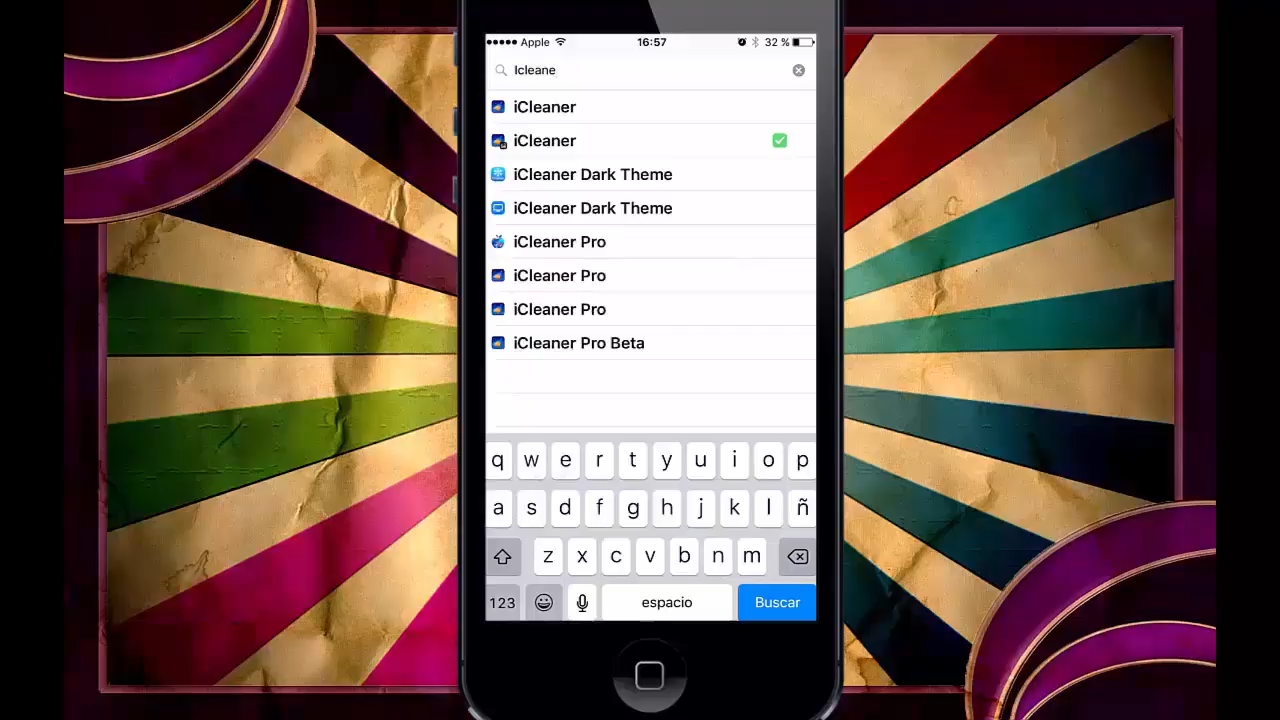 Apple 16:57 32 %
Icleane
iCleaner
iCleaner
iCleaner Dark Theme
iCleaner Dark Theme
iCleaner Pro
iCleaner Pro
iCleaner Pro
iCleaner Pro Beta
q w e r t y u i o p
a s d f g h j k l ñ
z x c v b n m
123 espacio Buscar